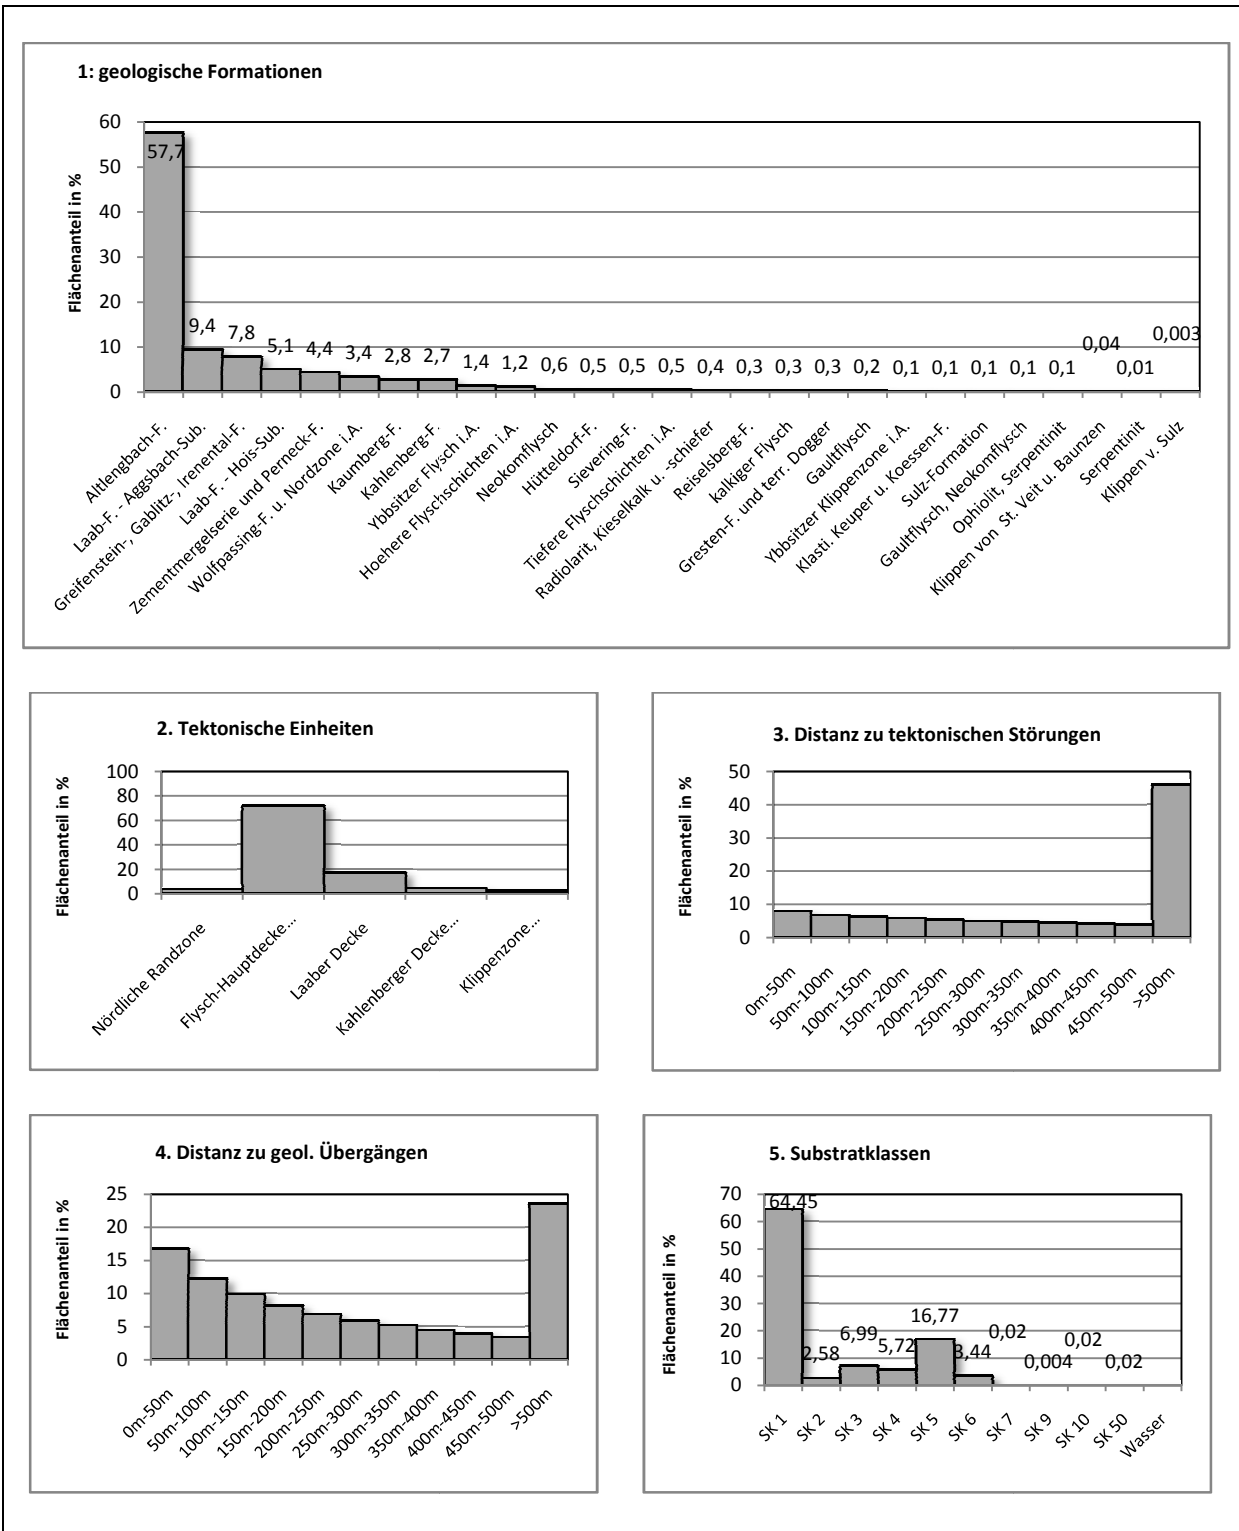 1: geologische Formationen
Flächenanteil in %
60
50
40
30
20
10
0
57,7
9,4
7,8
5,1
4,4
3,4
2,8
2,7
1,4
1,2
0,6
0,5
0,5
0,5
0,4
0,3
0,3
0,3
0,2
0,1
0,1
0,1
0,1
0,1
0,04
0,01
0,003
Altlengbach-F.
Laab-F. - Aggsbach-Sub.
Greifenstein-, Gablitz-, Irenental-F.
Laab-F. - Hois-Sub.
Zementmergelserie und Perneck-F.
Wolfpassing-F. u. Nordzone i.A.
Kaumberg-F.
Kahlenberg-F.
Ybbsitzer Flysch i.A.
Hoehere Flyschschichten i.A.
Neokomflysch
Hütteldorf-F.
Sievering-F.
Tiefere Flyschschichten i.A.
Radiolarit, Kieselkalk u. -schiefer
Reiselsberg-F.
kalkiger Flysch
Gresten-F. und terr. Dogger
Gaultflysch
Ybbsitzer Klippenzone i.A.
Klasti. Keuper u. Koessen-F.
Sulz-Formation
Gaultflysch, Neokomflysch
Ophiolit, Serpentinit
Klippen von St. Veit u. Baunzen
Serpentinit
Klippen v. Sulz
2. Tektonische Einheiten
Flächenanteil in %
100
80
60
40
20
0
Nördliche Randzone
Flysch-Hauptdecke...
Laaber Decke
Kahlenberger Decke...
Klippenzone...
3. Distanz zu tektonischen Störungen
Flächenanteil in %
50
40
30
20
10
0
0m-50m
50m-100m
100m-150m
150m-200m
200m-250m
250m-300m
300m-350m
350m-400m
400m-450m
450m-500m
>500m
4. Distanz zu geol. Übergängen
Flächenanteil in %
25
20
15
10
5
0
0m-50m
50m-100m
100m-150m
150m-200m
200m-250m
250m-300m
300m-350m
350m-400m
400m-450m
450m-500m
>500m
5. Substratklassen
Flächenanteil in %
70
60
50
40
30
20
10
0
64,45
2,58
6,99
5,72
16,77
3,44
0,02
0,004
0,02
0,02
SK 1
SK 2
SK 3
SK 4
SK 5
SK 6
SK 7
SK 9
SK 10
SK 50
Wasser